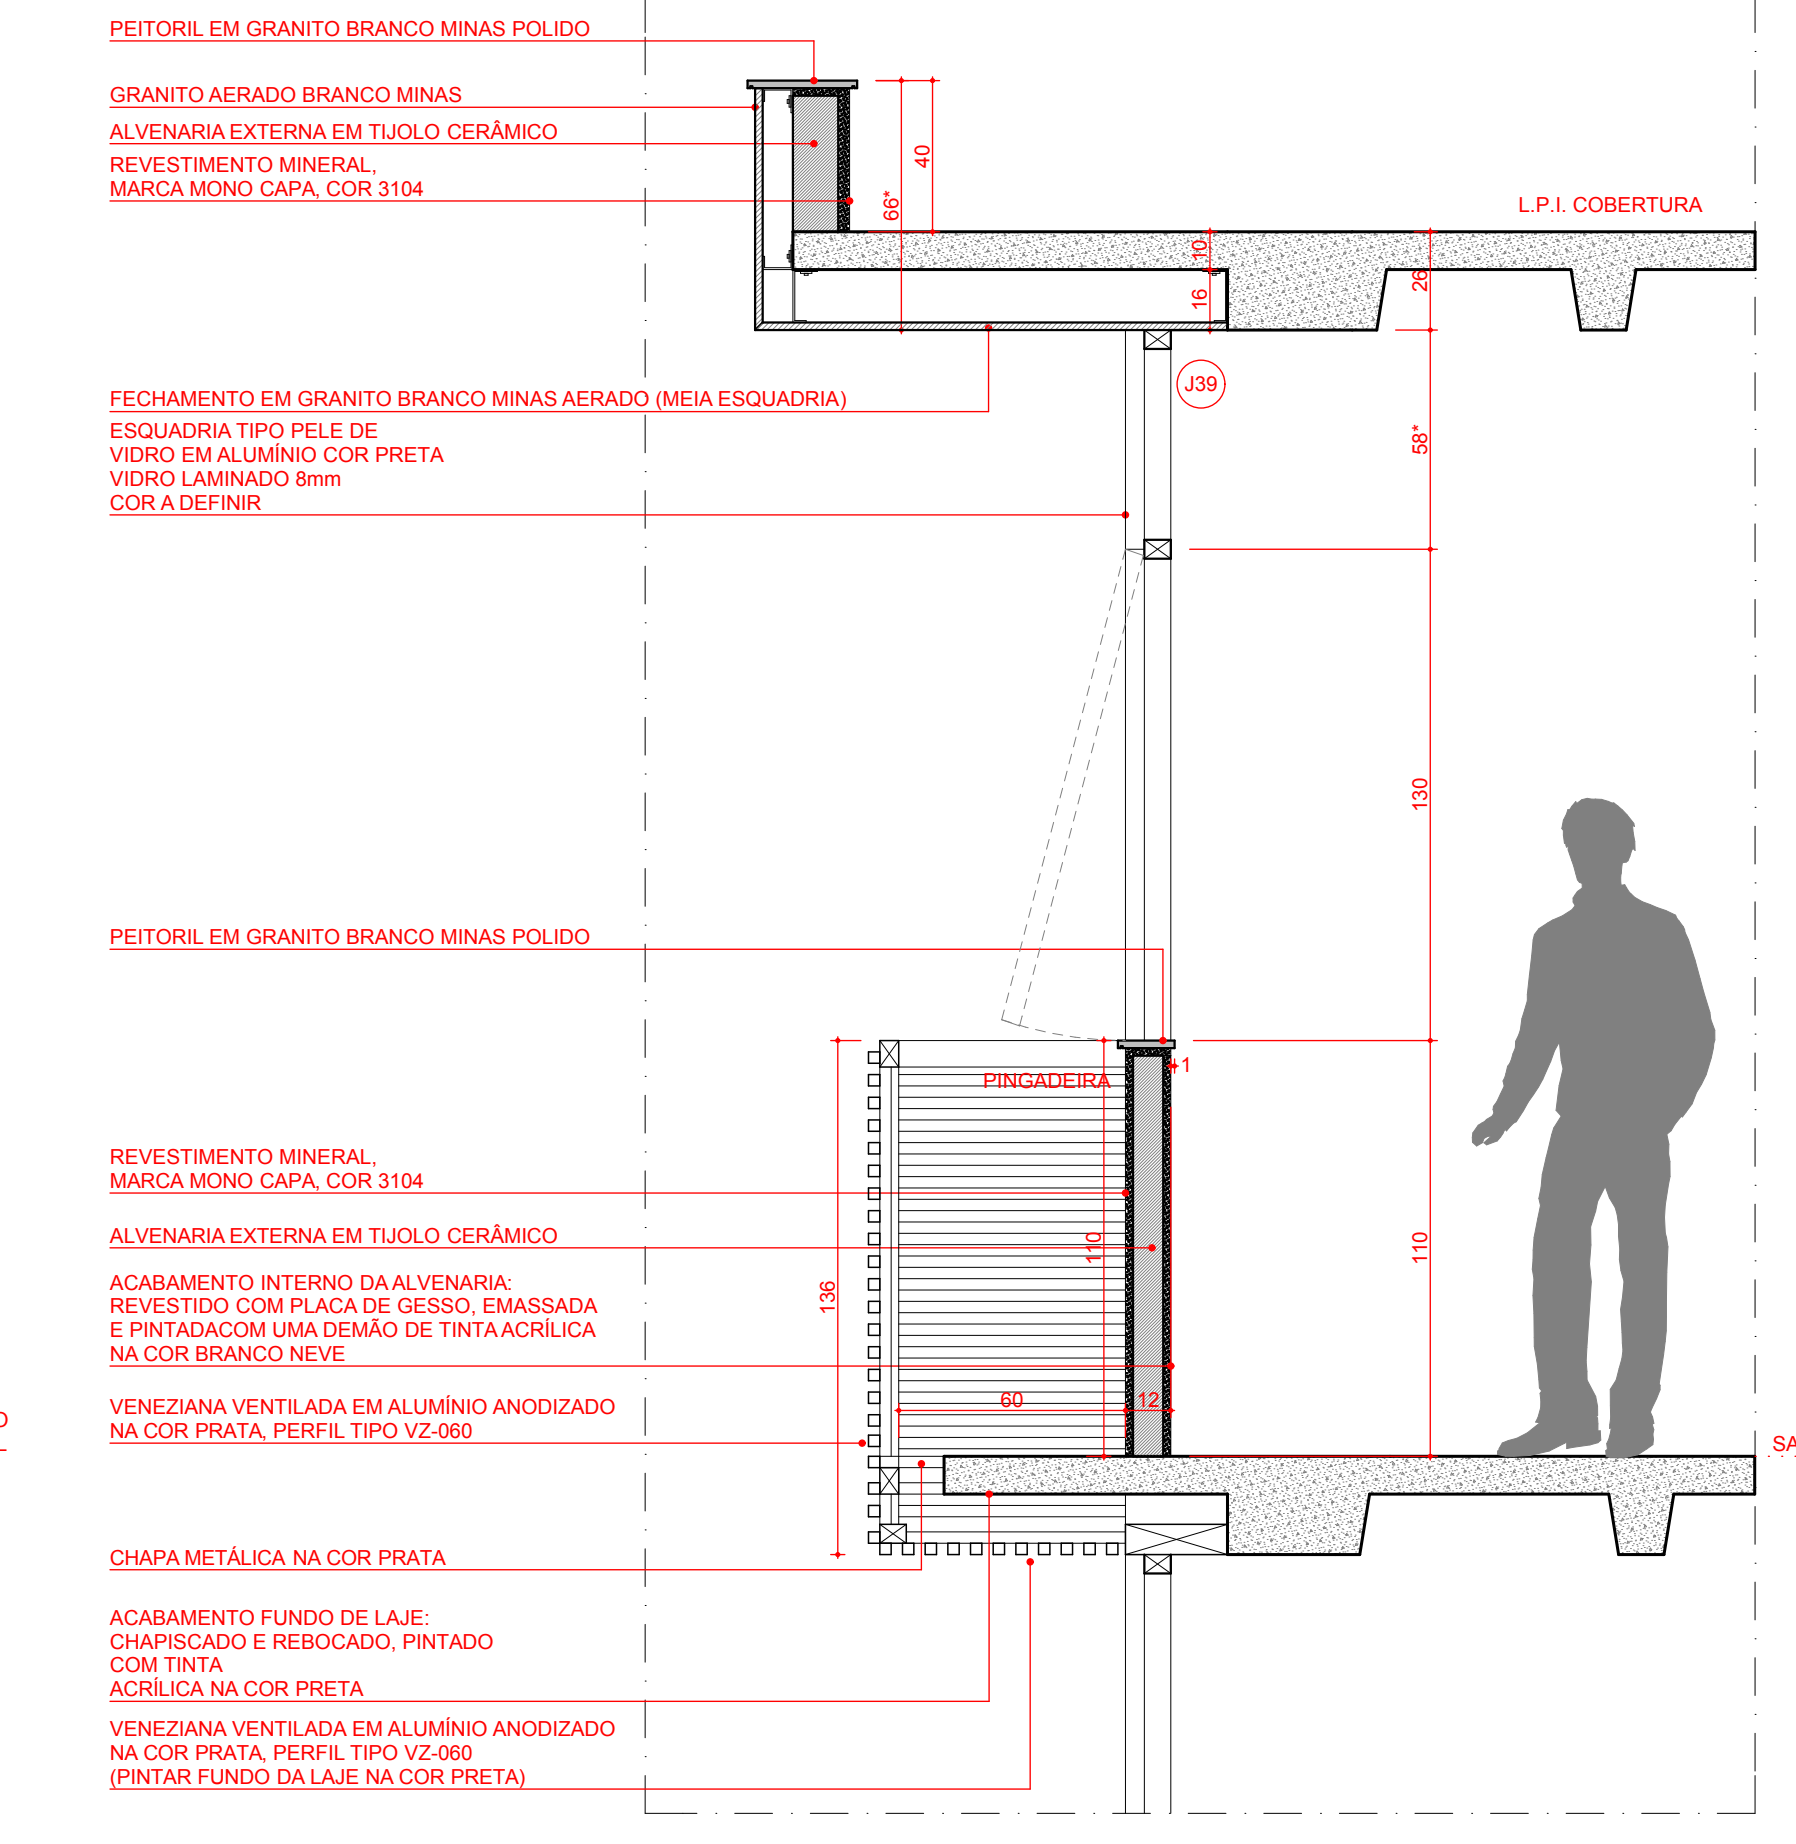 PEITORIL EM GRANITO BRANCO MINAS POLIDO
GRANITO AERADO BRANCO MINAS
ALVENARIA EXTERNA EM TIJOLO CERÂMICO
REVESTIMENTO MINERAL,
MARCA MONO CAPA, COR 3104
40
66*
L.P.I. COBERTURA
10
16
26
J39
FECHAMENTO EM GRANITO BRANCO MINAS AERADO (MEIA ESQUADRIA)
ESQUADRIA TIPO PELE DE
VIDRO EM ALUMÍNIO COR PRETA
VIDRO LAMINADO 8mm
COR A DEFINIR
58*
130
PEITORIL EM GRANITO BRANCO MINAS POLIDO
PINGADEIRA
1
REVESTIMENTO MINERAL,
MARCA MONO CAPA, COR 3104
ALVENARIA EXTERNA EM TIJOLO CERÂMICO
110
110
136
ACABAMENTO INTERNO DA ALVENARIA:
REVESTIDO COM PLACA DE GESSO, EMASSADA
E PINTADACOM UMA DEMÃO DE TINTA ACRÍLICA
NA COR BRANCO NEVE
60
12
VENEZIANA VENTILADA EM ALUMÍNIO ANODIZADO
NA COR PRATA, PERFIL TIPO VZ-060
SA
CHAPA METÁLICA NA COR PRATA
ACABAMENTO FUNDO DE LAJE:
CHAPISCADO E REBOCADO, PINTADO
COM TINTA
ACRÍLICA NA COR PRETA
VENEZIANA VENTILADA EM ALUMÍNIO ANODIZADO
NA COR PRATA, PERFIL TIPO VZ-060
(PINTAR FUNDO DA LAJE NA COR PRETA)